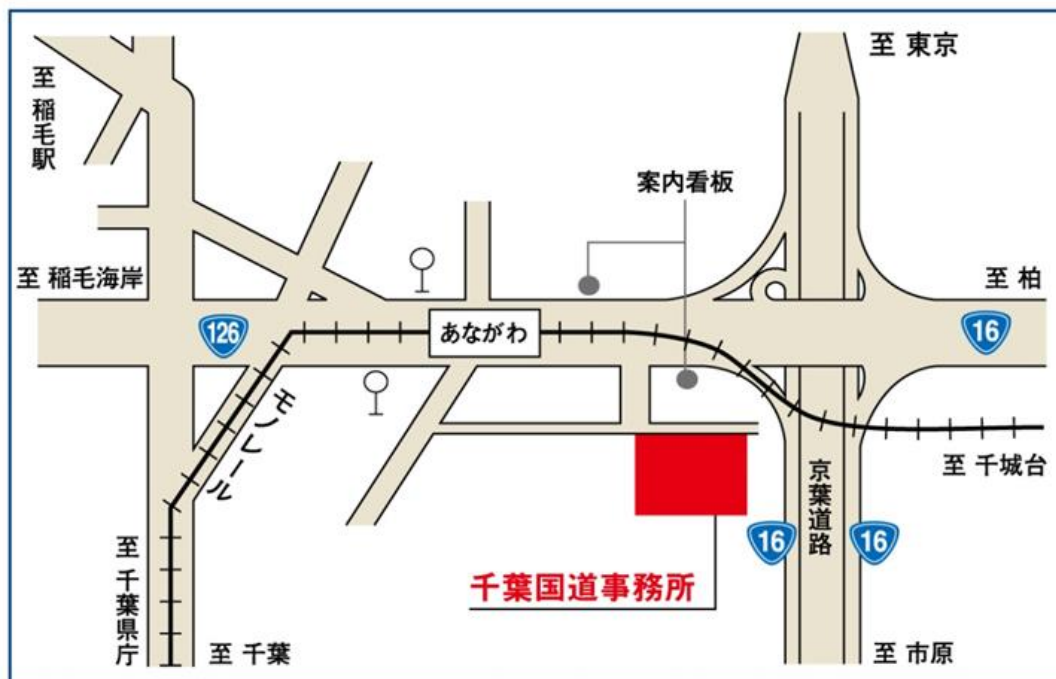 至 東京
至 稲毛駅
案内看板
至 稲毛海岸
至 柏
126
あながわ
16
モノレール
至 千城台
京葉道路
16
16
至 千葉県庁
千葉国道事務所
至 千葉
至 市原